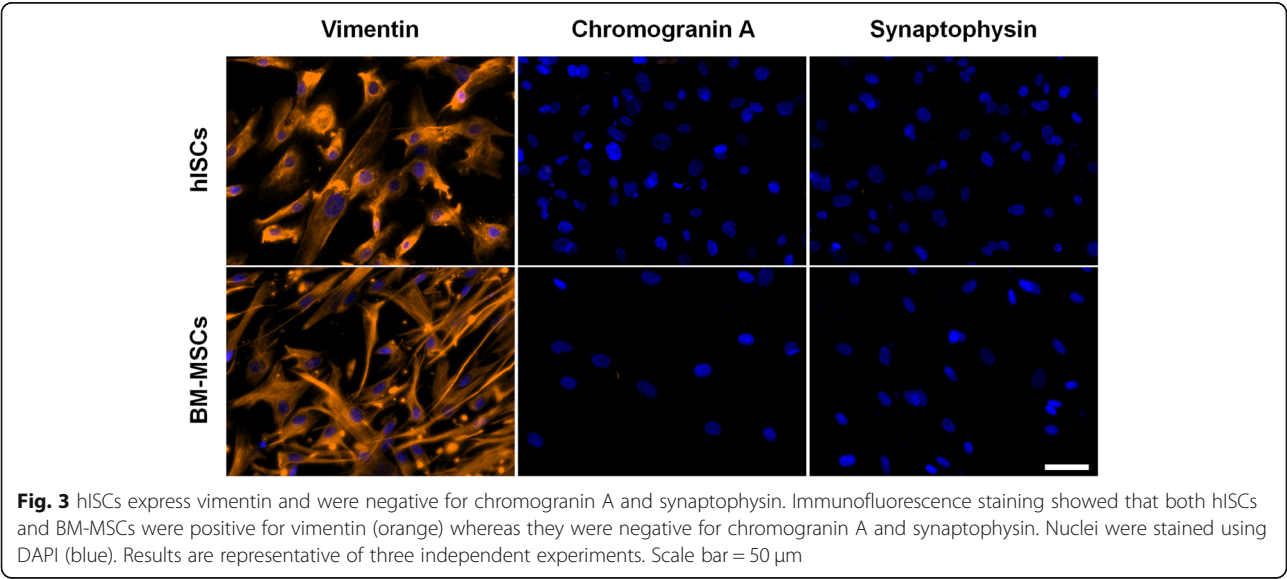 Vimentin Chromogranin A Synaptophysin
hISCs
BM-MSCs
Fig. 3 hISCs express vimentin and were negative for chromogranin A and synaptophysin. Immunofluorescence staining showed that both hISCs
and BM-MSCs were positive for vimentin (orange) whereas they were negative for chromogranin A and synaptophysin. Nuclei were stained using
DAPI (blue). Results are representative of three independent experiments. Scale bar = 50 μm